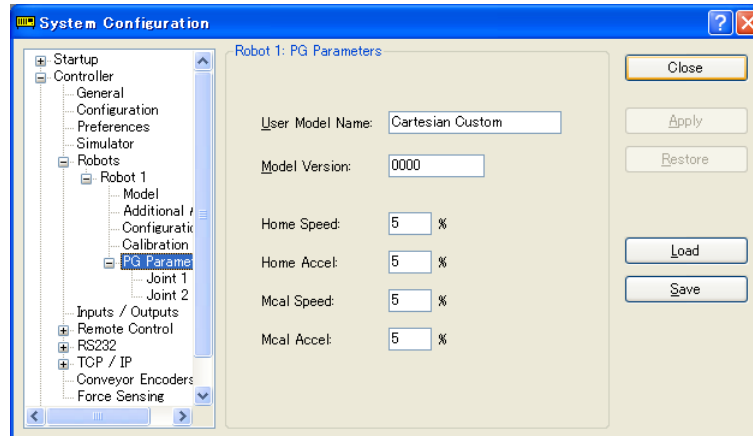 System Configuration
Startup
Controller
General
Configuration
Preferences
Simulator
Robots
Robot 1
Model
Additional
Configuratio
Calibration
PG Paramet
Joint 1
Joint 2
Inputs / Outputs
Remote Control
RS232
TCP / IP
Conveyor Encoders
Force Sensing
Robot 1: PG Parameters
User Model Name: Cartesian Custom
Model Version: 0000
Home Speed: 5 %
Home Accel: 5 %
Mcal Speed: 5 %
Mcal Accel: 5 %
Close
Apply
Restore
Load
Save